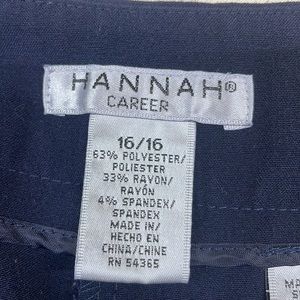 HANNAH®
CAREER
16/16
63% POLYESTER/
POLIESTER
33% RAYON/
RAYÓN
4% SPANDEX/
SPANDEX
MADE IN/
HECHO EN
CHINA/CHINE
RN 54365